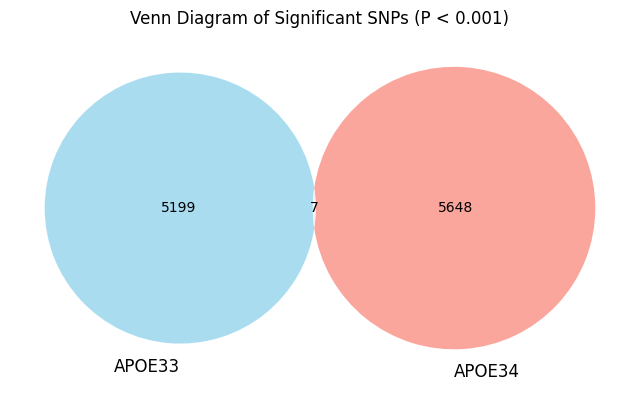 Venn Diagram of Significant SNPs (P < 0.001)
5199
7
5648
APOE33
APOE34